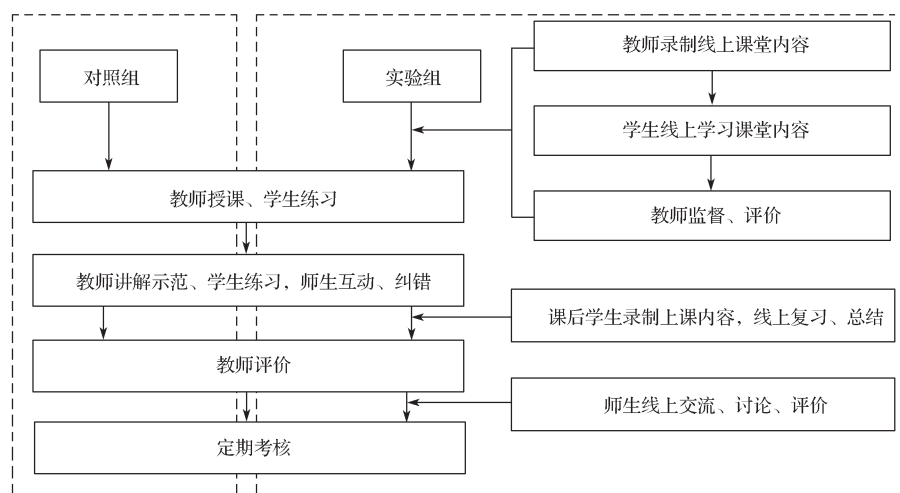 对照组
实验组
教师录制线上课堂内容
学生线上学习课堂内容
教师监督、评价
教师授课、学生练习
教师讲解示范、学生练习，师生互动、纠错
课后学生录制上课内容，线上复习、总结
教师评价
师生线上交流、讨论、评价
定期考核